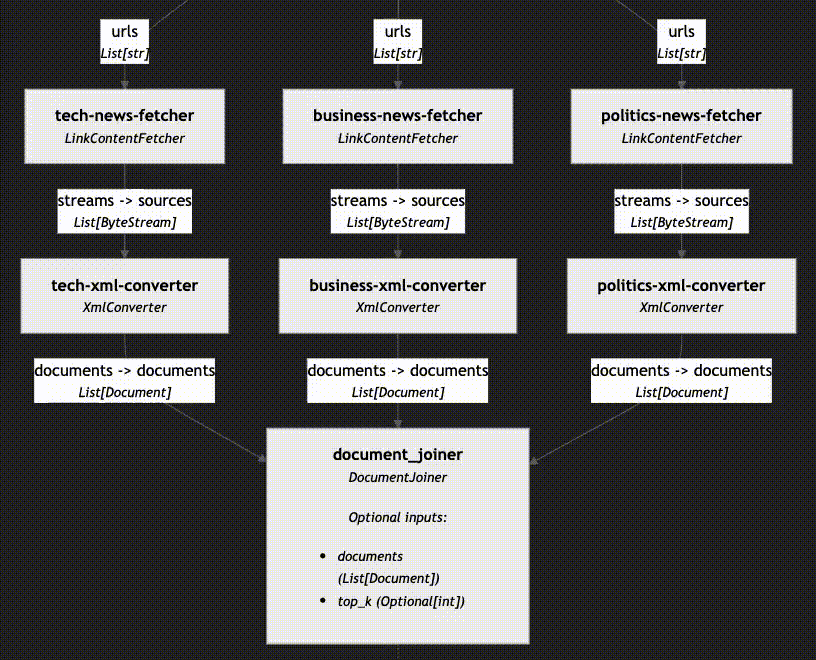 urls
List[str]
urls
List[str]
urls
List[str]
tech-news-fetcher
LinkContentFetcher
business-news-fetcher
LinkContentFetcher
politics-news-fetcher
LinkContentFetcher
streams -> sources
List[ByteStream]
streams -> sources
List[ByteStream]
streams -> sources
List[ByteStream]
tech-xml-converter
XmlConverter
business-xml-converter
XmlConverter
politics-xml-converter
XmlConverter
documents -> documents
List[Document]
documents -> documents
List[Document]
documents -> documents
List[Document]
document_joiner
DocumentJoiner
Optional inputs:
• documents
(List[Document])
• top_k (Optional[int])